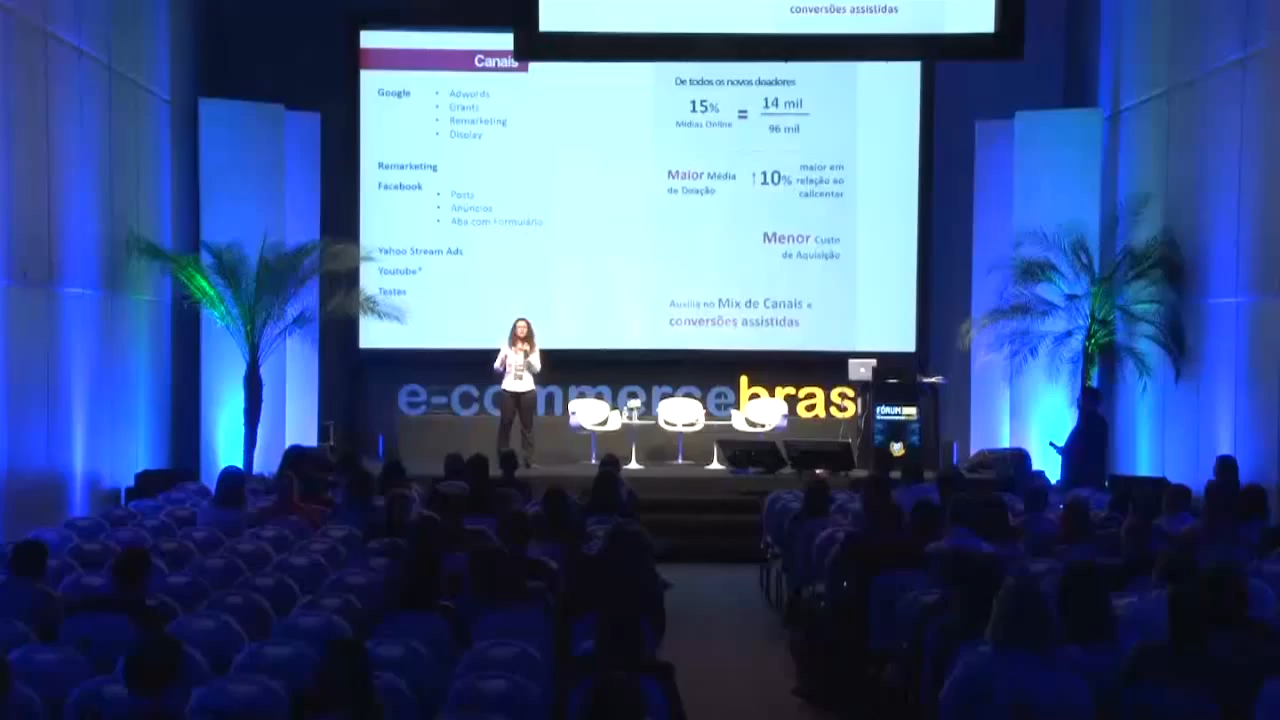 conversões assistidas
Canais
Google
• Adwords
• Grants
• Remarketing
• Display
Remarketing
Facebook
• Posts
• Anúncios
• Aba com Formulário
Yahoo Stream Ads
Youtube*
Testes
De todos os novos doadores
15% = 14 mil
Mídias Online
96 mil
Maior Média
de Doação
↑10%
maior em
relação ao
callcenter
Menor Custo
de Aquisição
Auxilia no Mix de Canais e
conversões assistidas
e-commercebras
FÓRUM